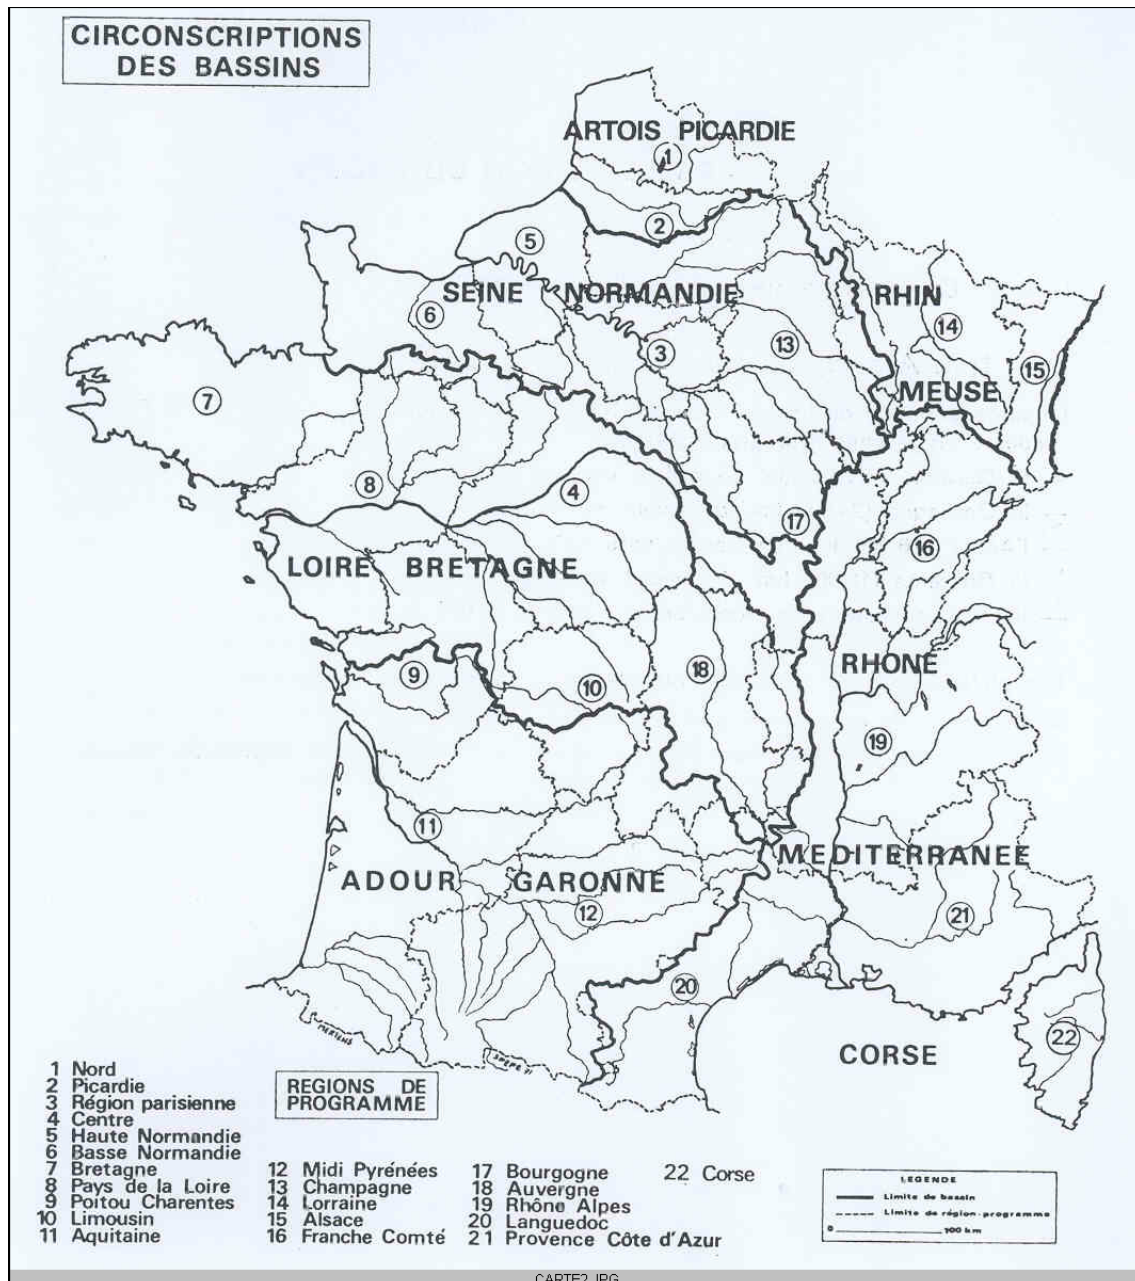 CIRCONSCRIPTIONS
DES BASSINS
ARTOIS PICARDIE
1
2
5
SEINE NORMANDIE
RHIN
6
14
13
3
15
MEUSE
7
8
4
17
16
LOIRE BRETAGNE
RHONE
9
18
10
19
11
MEDITERRANEE
ADOUR GARONNE
12
21
20
22
CORSE
1 Nord
2 Picardie
3 Région parisienne
4 Centre
5 Haute Normandie
6 Basse Normandie
7 Bretagne
8 Pays de la Loire
9 Poitou Charentes
10 Limousin
11 Aquitaine
REGIONS DE
PROGRAMME
12 Midi Pyrénées
13 Champagne
14 Lorraine
15 Alsace
16 Franche Comté
17 Bourgogne
18 Auvergne
19 Rhône Alpes
20 Languedoc
21 Provence Côte d'Azur
22 Corse
LEGENDE
Limite de bassin
Limite de région-programme
0 100 km
CARTE2.JPG